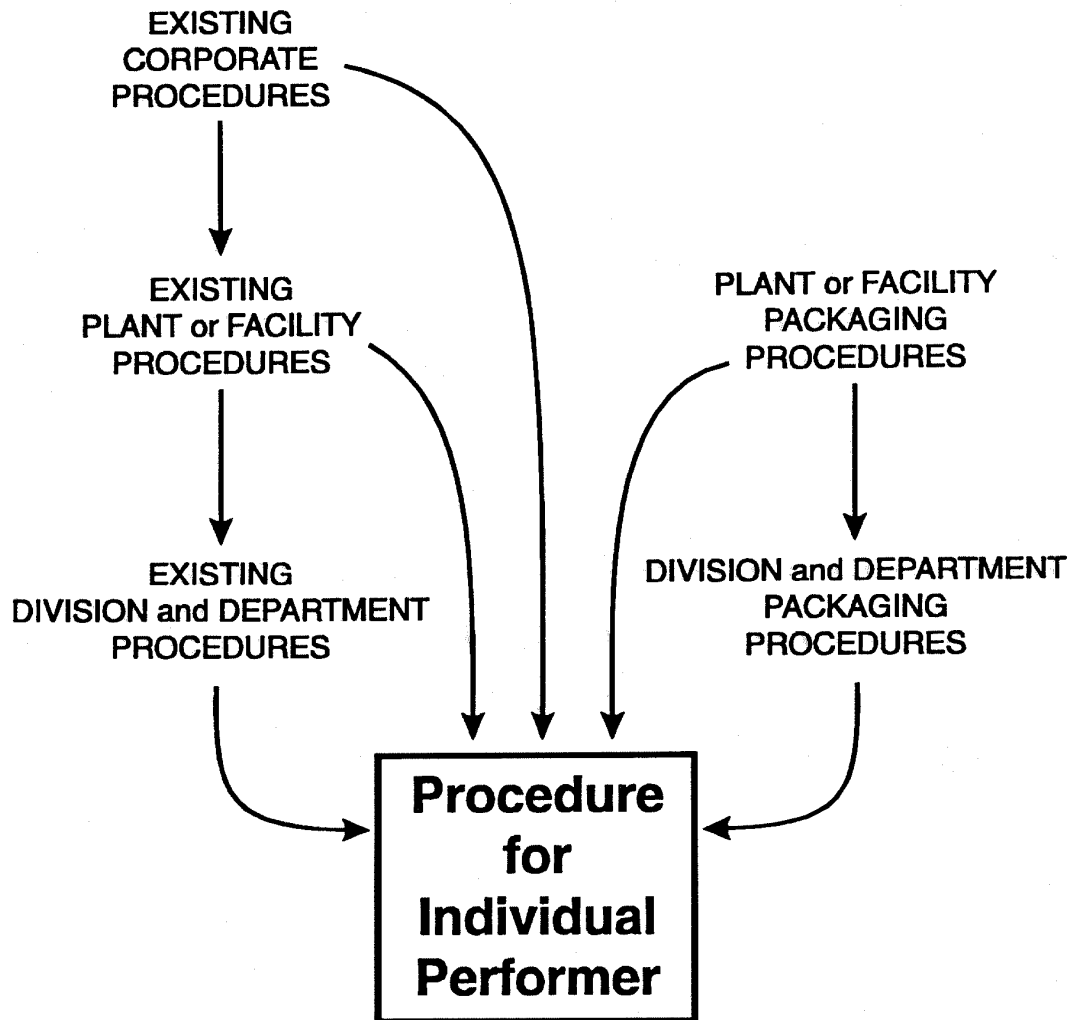 EXISTING
CORPORATE
PROCEDURES
EXISTING
PLANT or FACILITY
PROCEDURES
PLANT or FACILITY
PACKAGING
PROCEDURES
EXISTING
DIVISION and DEPARTMENT
PROCEDURES
DIVISION and DEPARTMENT
PACKAGING
PROCEDURES
Procedure
for
Individual
Performer